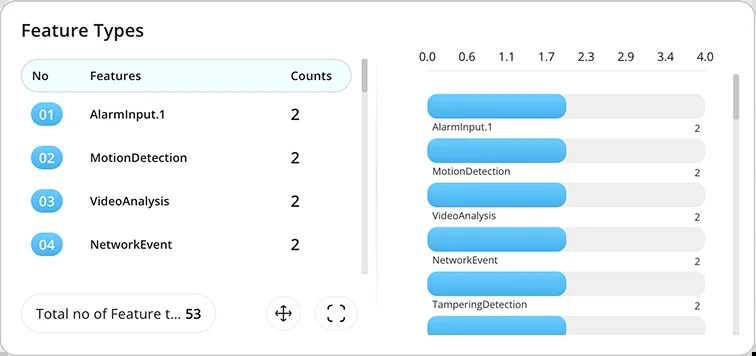 Feature Types
No Features Counts
01 AlarmInput.1 2
02 MotionDetection 2
03 VideoAnalysis 2
04 NetworkEvent 2
Total no of Feature t... 53
0.0 0.6 1.1 1.7 2.3 2.9 3.4 4.0
AlarmInput.1 2
MotionDetection 2
VideoAnalysis 2
NetworkEvent 2
TamperingDetection 2